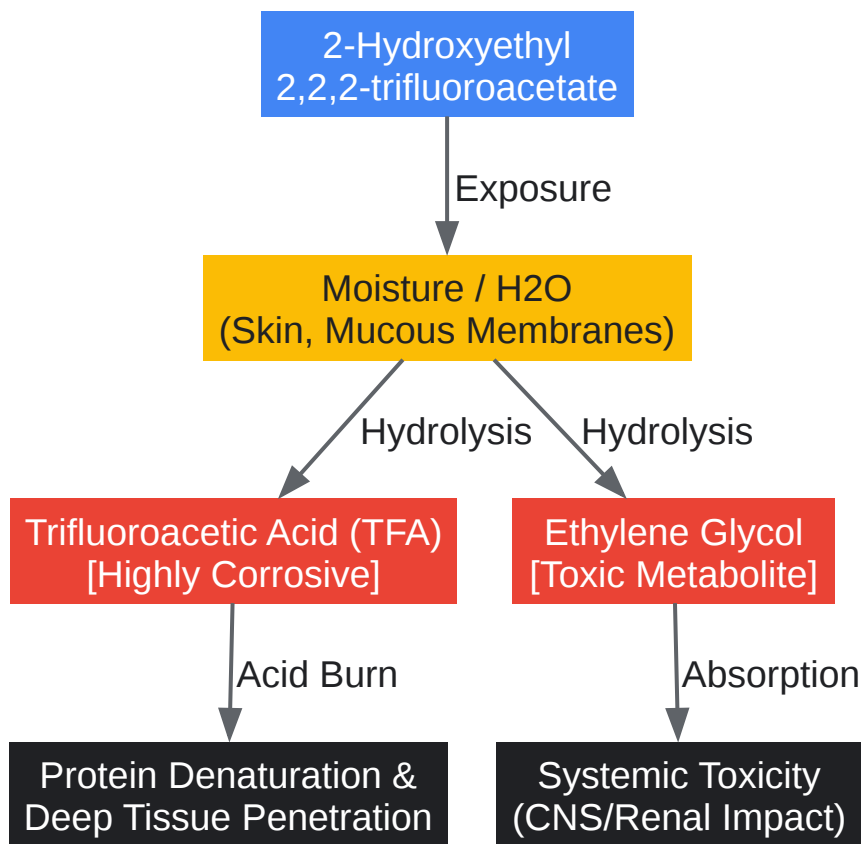 2-Hydroxyethyl
2,2,2-trifluoroacetate
Exposure
Moisture / H2O
(Skin, Mucous Membranes)
Hydrolysis
Hydrolysis
Trifluoroacetic Acid (TFA)
[Highly Corrosive]
Ethylene Glycol
[Toxic Metabolite]
Acid Burn
Absorption
Protein Denaturation &
Deep Tissue Penetration
Systemic Toxicity
(CNS/Renal Impact)